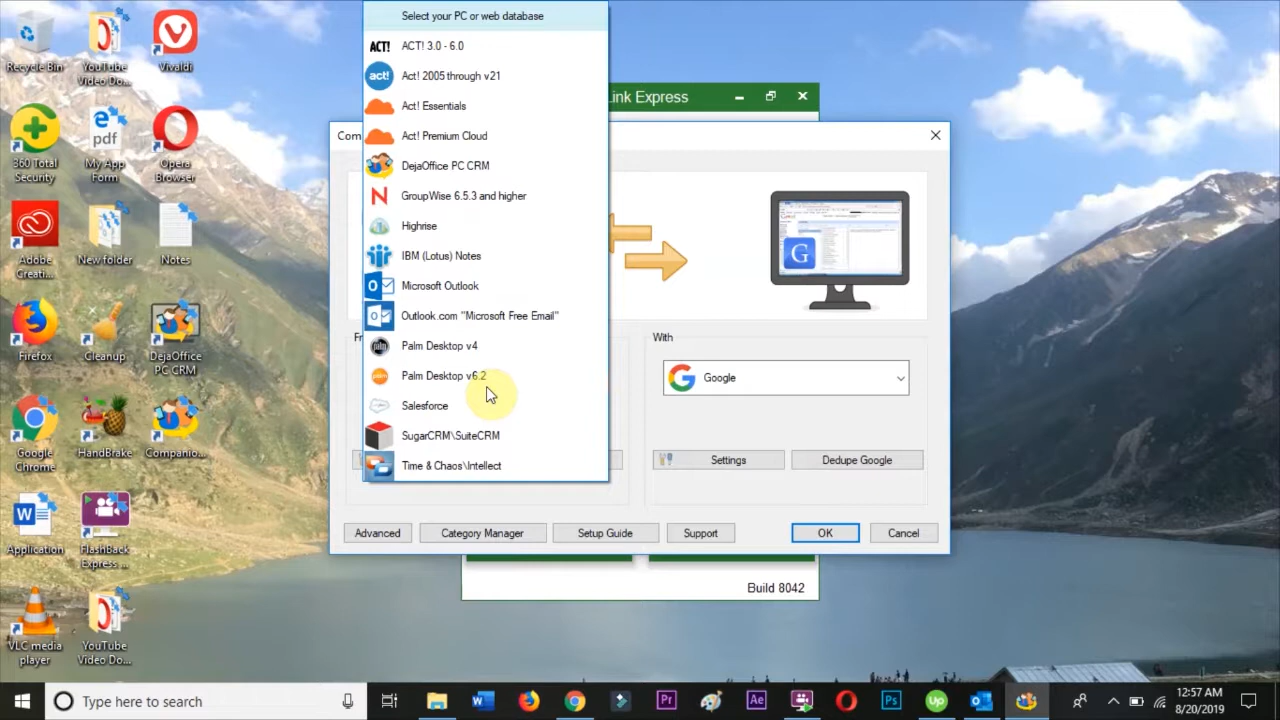 Recycle Bin
YouTube
Video Do...
Vivaldi
360 Total
Security
My App
Form
Opera
Browser
Adobe
Creati...
New folder
Notes
Firefox
Cleanup
DejaOffice
PC CRM
Google
Chrome
HandBrake
Companio...
Application
FlashBack
Express ...
VLC media
player
YouTube
Video Do...
Select your PC or web database
ACT! ACT! 3.0 - 6.0
act! Act! 2005 through v21
Act! Essentials
Act! Premium Cloud
DejaOffice PC CRM
GroupWise 6.5.3 and higher
Highrise
IBM (Lotus) Notes
Microsoft Outlook
Outlook.com "Microsoft Free Email"
palm Palm Desktop v4
palm Palm Desktop v6.2
Salesforce
SugarCRM\SuiteCRM
Time & Chaos\Intellect
Link Express
Com
Fr
With
Google
Settings
Dedupe Google
Advanced
Category Manager
Setup Guide
Support
OK
Cancel
Build 8042
Type here to search
12:57 AM
8/20/2019